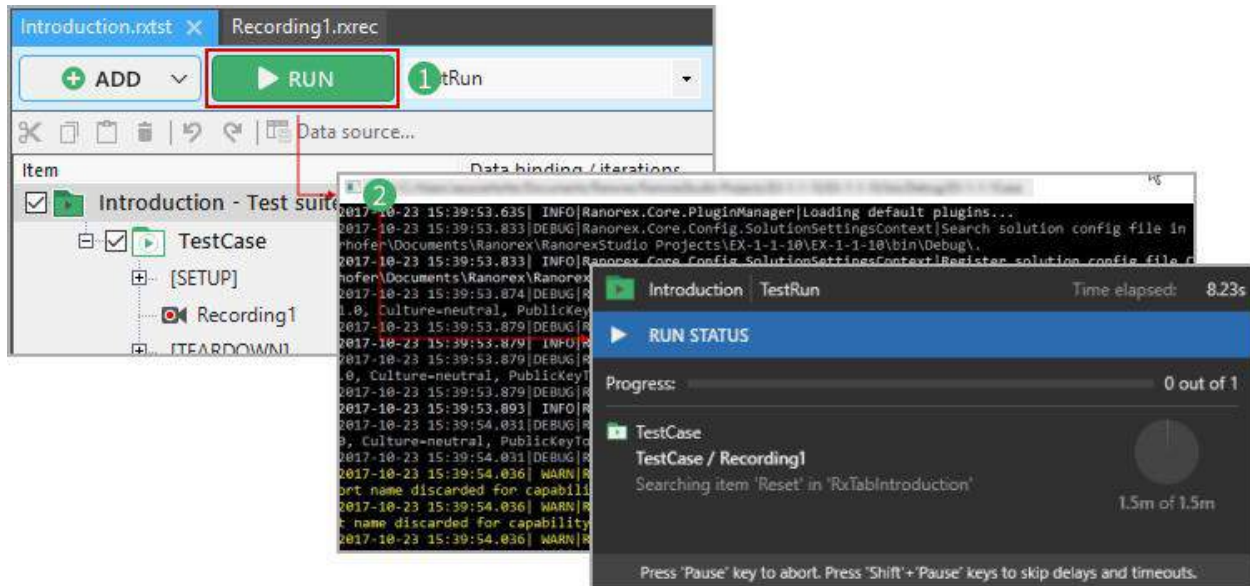 Introduction.rxtst
Recording1.rxrec
ADD
RUN
1
tRun
Data source...
Item
Data binding / iterations
Introduction - Test suite
TestCase
[SETUP]
Recording1
[TEARDOWN]
2
2017-10-23 15:39:53.635| INFO|Ranorex.Core.PluginManager|Loading default plugins...
2017-10-23 15:39:53.833|DEBUG|Ranorex.Core.Config.SolutionSettingsContext|Search solution config file in
rhofer\Documents\Ranorex\RanorexStudio Projects\EX-1-1-10\EX-1-1-10\bin\Debug\.
2017-10-23 15:39:53.833| INFO|Ranorex.Core.Config.SolutionSettingsContext|Register solution config file C
hofer\Documents\Ranorex\Ranorex
2017-10-23 15:39:53.874|DEBUG|R
1.0, Culture=neutral, PublicKey
2017-10-23 15:39:53.879|DEBUG|R
2017-10-23 15:39:53.879| INFO|R
2017-10-23 15:39:53.879|DEBUG|R
.0, Culture=neutral, PublicKeyT
2017-10-23 15:39:53.879|DEBUG|R
2017-10-23 15:39:53.893| INFO|R
2017-10-23 15:39:54.031|DEBUG|R
0, Culture=neutral, PublicKeyTo
2017-10-23 15:39:54.031|DEBUG|R
2017-10-23 15:39:54.036| WARN|R
ort name discarded for capabili
2017-10-23 15:39:54.036| WARN|R
t name discarded for capability
2017-10-23 15:39:54.036| WARN|R
Introduction TestRun
Time elapsed: 8.23s
RUN STATUS
Progress: 0 out of 1
TestCase
TestCase / Recording1
Searching item 'Reset' in 'RxTabIntroduction'
1.5m of 1.5m
Press 'Pause' key to abort. Press 'Shift'+'Pause' keys to skip delays and timeouts.